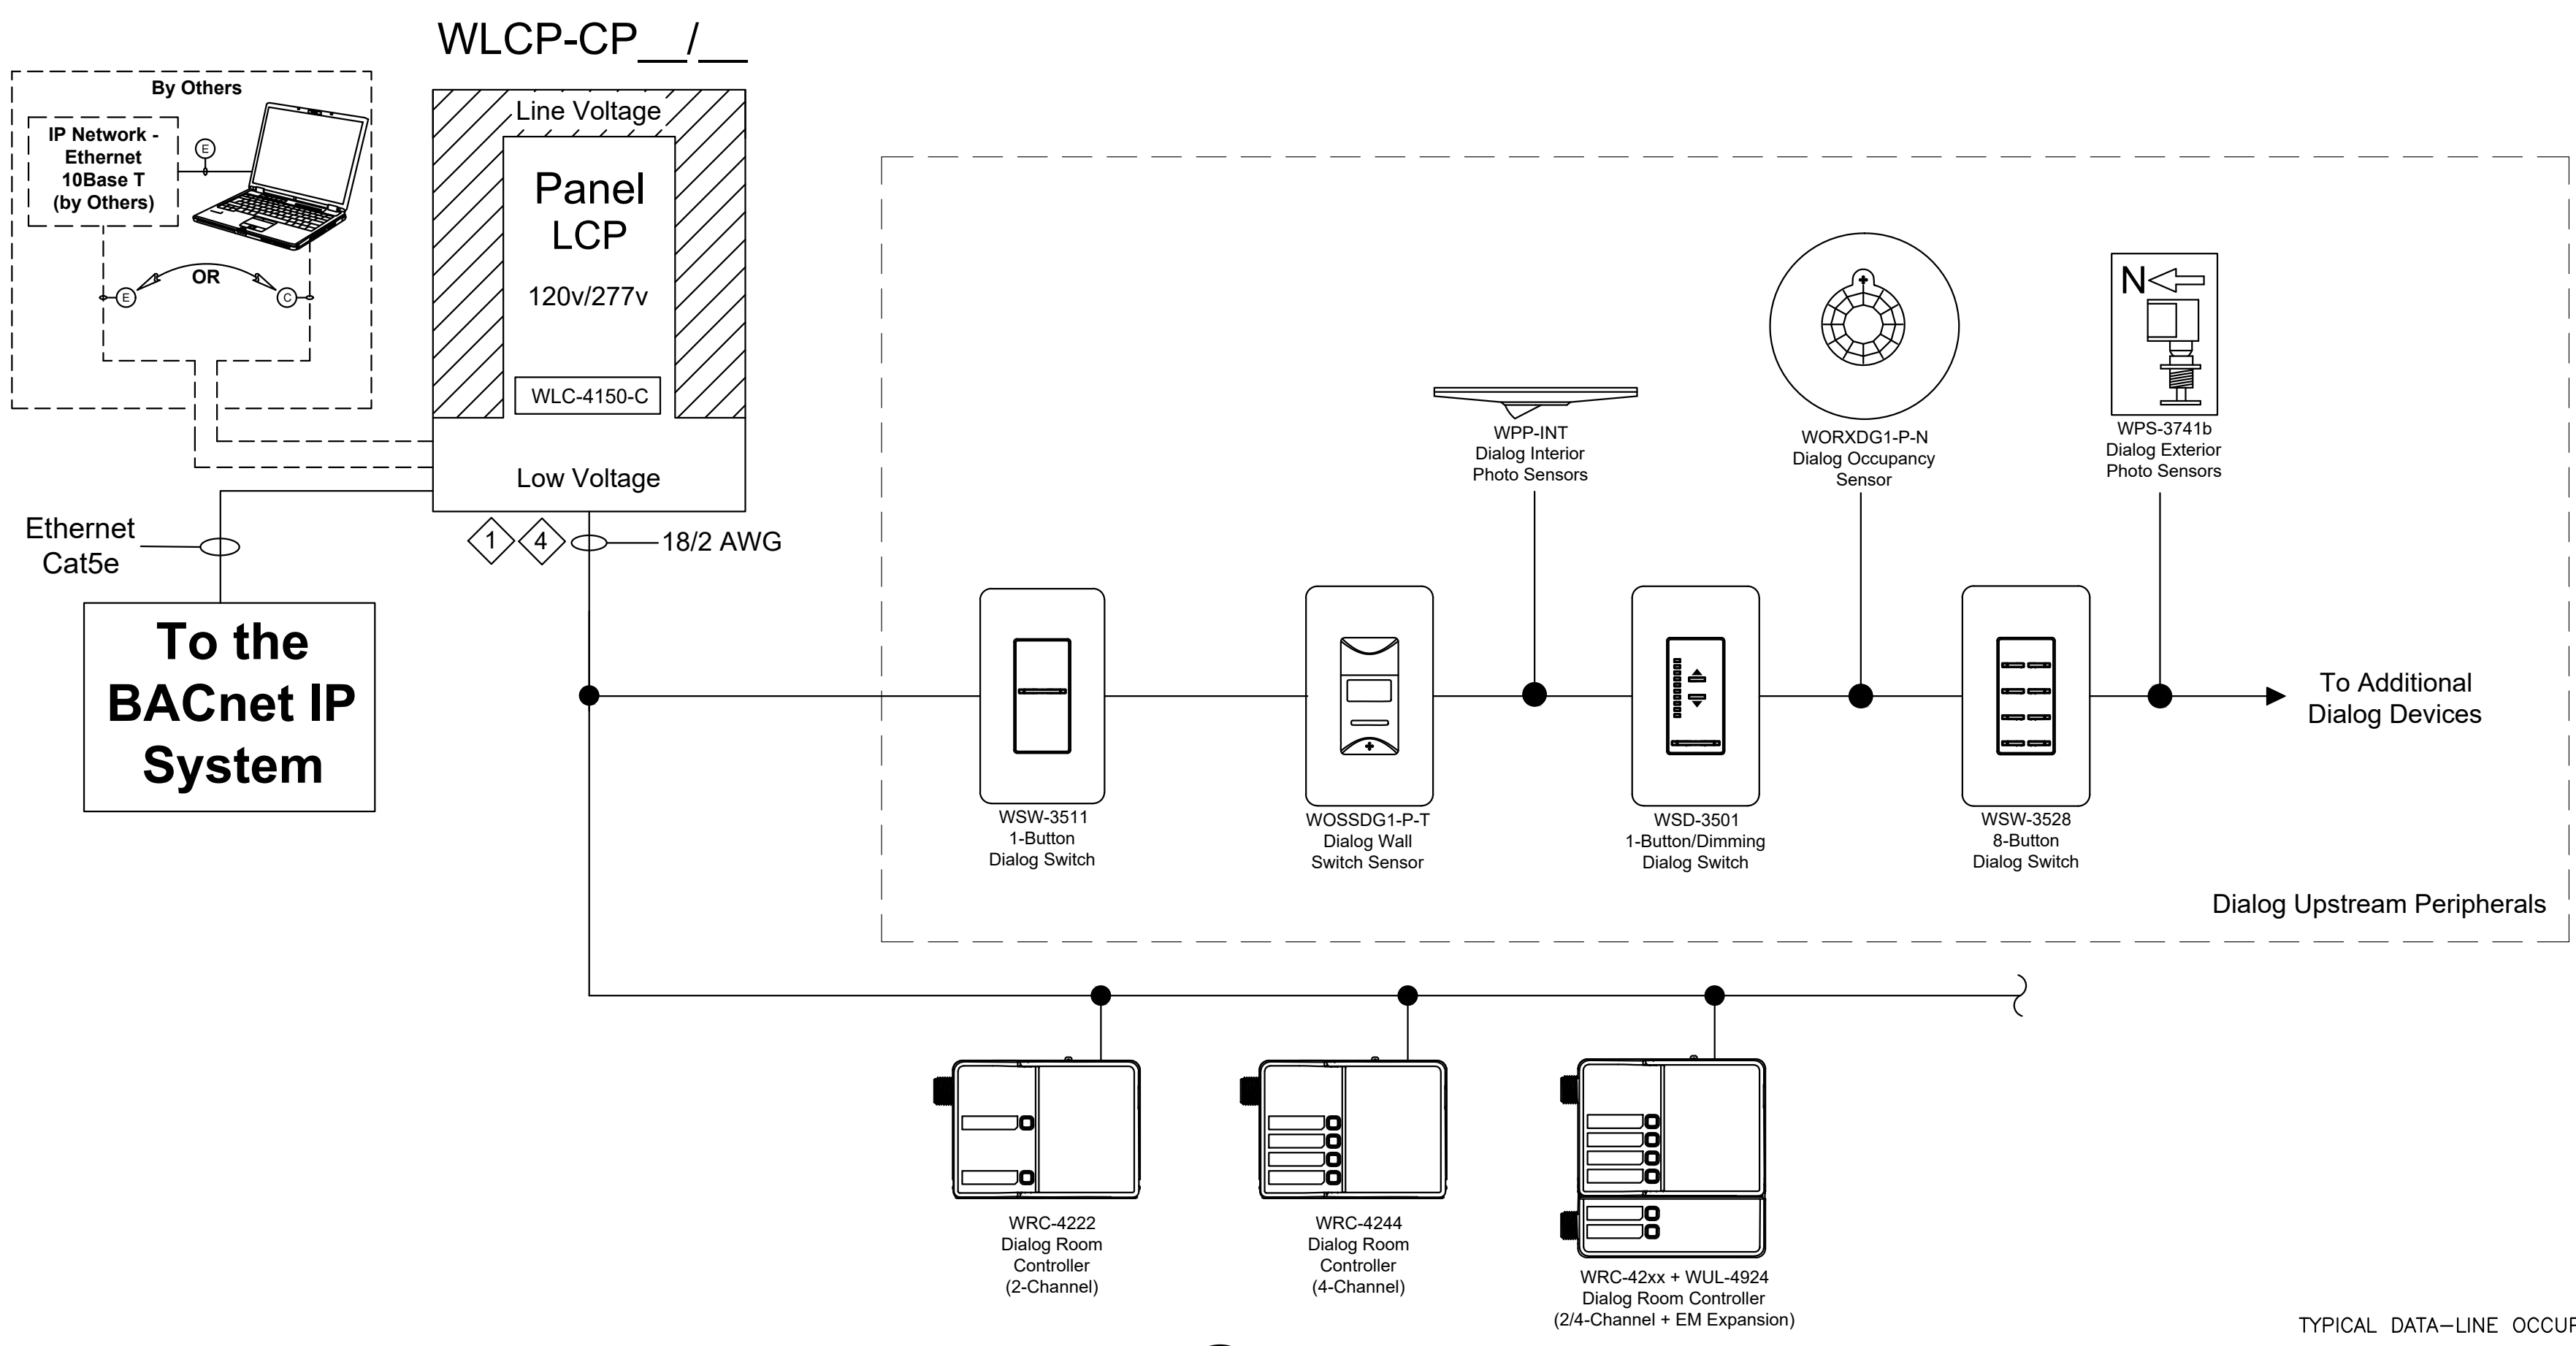 WLCP-CP__/__
By Others
IP Network -
Ethernet
10Base T
(by Others)
E
OR
E
C
Line Voltage
Panel
LCP
120v/277v
WLC-4150-C
Low Voltage
Ethernet
Cat5e
1
4
18/2 AWG
To the
BACnet IP
System
WPP-INT
Dialog Interior
Photo Sensors
WORXDG1-P-N
Dialog Occupancy
Sensor
N
WPS-3741b
Dialog Exterior
Photo Sensors
WSW-3511
1-Button
Dialog Switch
WOSSDG1-P-T
Dialog Wall
Switch Sensor
WSD-3501
1-Button/Dimming
Dialog Switch
WSW-3528
8-Button
Dialog Switch
To Additional
Dialog Devices
Dialog Upstream Peripherals
WRC-4222
Dialog Room
Controller
(2-Channel)
WRC-4244
Dialog Room
Controller
(4-Channel)
WRC-42xx + WUL-4924
Dialog Room Controller
(2/4-Channel + EM Expansion)
TYPICAL DATA-LINE